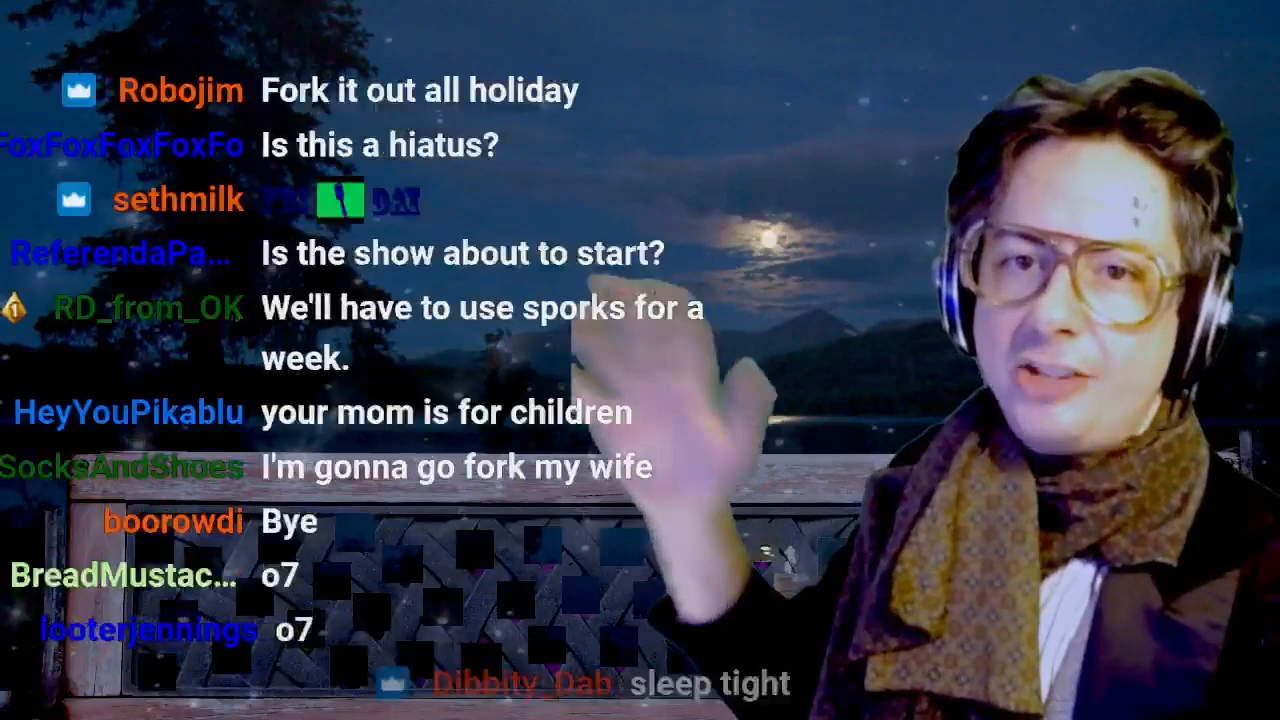 Robojim Fork it out all holiday
FoxFoxFoxFoxFo Is this a hiatus?
sethmilk DAY
ReferendaPa... Is the show about to start?
RD_from_OK We'll have to use sporks for a
week.
HeyYouPikablu your mom is for children
SocksAndShoes I'm gonna go fork my wife
boorowdi Bye
BreadMustac... o7
looterjennings o7
Dibbity_Dab sleep tight